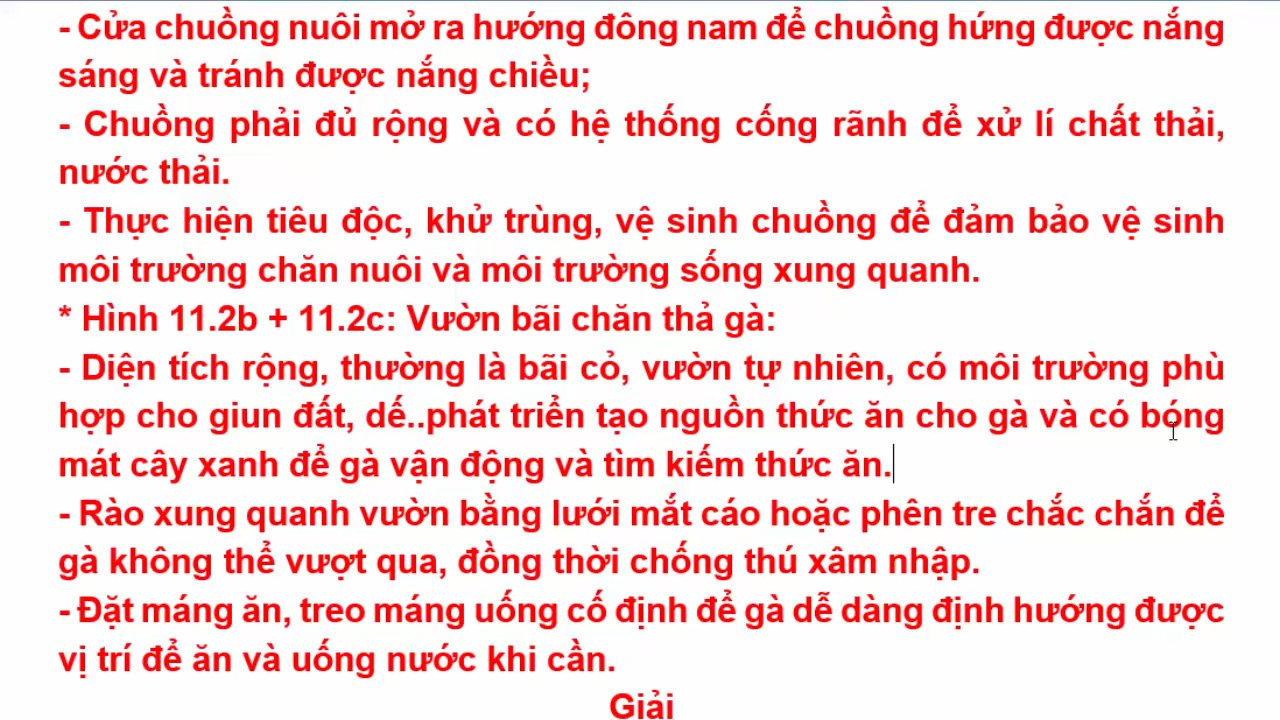 - Cửa chuồng nuôi mở ra hướng đông nam để chuồng hứng được nắng
sáng và tránh được nắng chiều;
- Chuồng phải đủ rộng và có hệ thống cống rãnh để xử lí chất thải,
nước thải.
- Thực hiện tiêu độc, khử trùng, vệ sinh chuồng để đảm bảo vệ sinh
môi trường chăn nuôi và môi trường sống xung quanh.
* Hình 11.2b + 11.2c: Vườn bãi chăn thả gà:
- Diện tích rộng, thường là bãi cỏ, vườn tự nhiên, có môi trường phù
hợp cho giun đất, dế..phát triển tạo nguồn thức ăn cho gà và có bóng
mát cây xanh để gà vận động và tìm kiếm thức ăn.
- Rào xung quanh vườn bằng lưới mắt cáo hoặc phên tre chắc chắn để
gà không thể vượt qua, đồng thời chống thú xâm nhập.
- Đặt máng ăn, treo máng uống cố định để gà dễ dàng định hướng được
vị trí để ăn và uống nước khi cần.
Giải